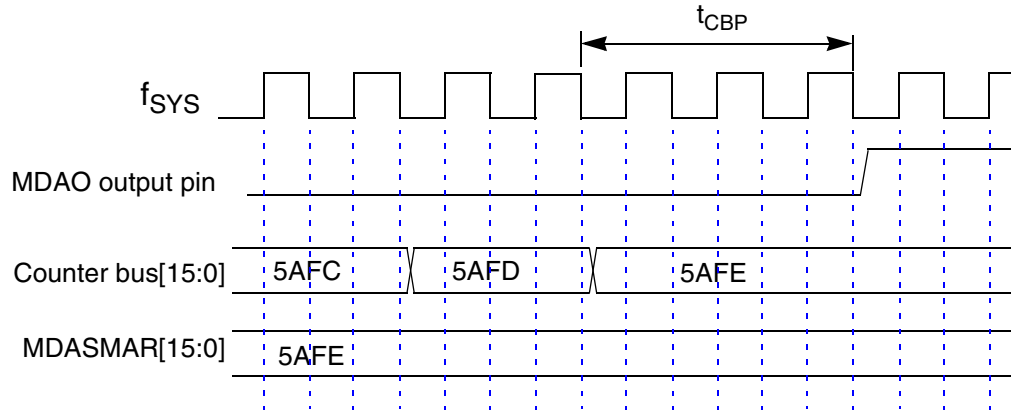 tCBP
fSYS
MDAO output pin
Counter bus[15:0]
5AFC
5AFD
5AFE
MDASMAR[15:0]
5AFE